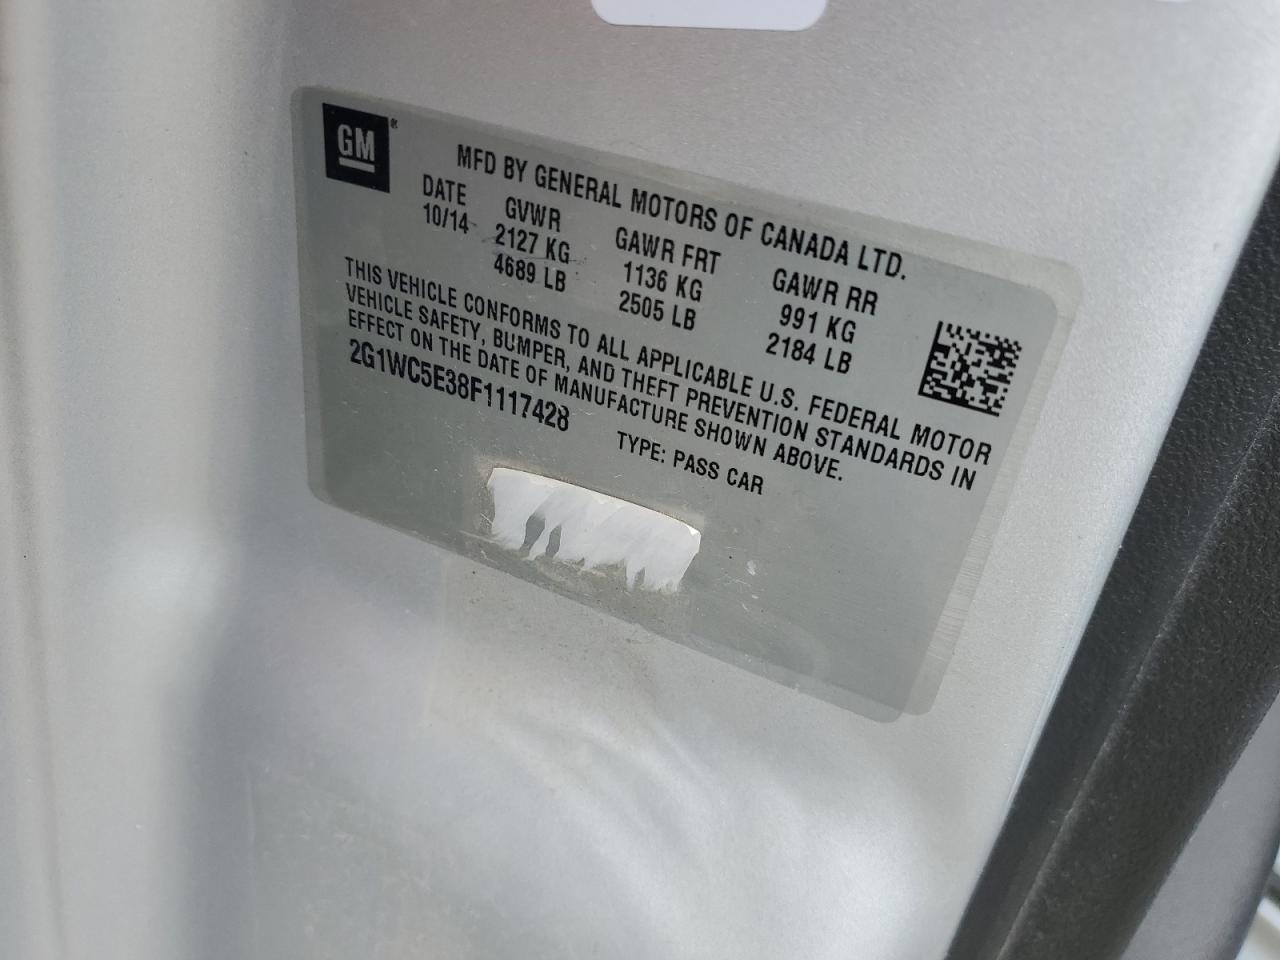 GM®
MFD BY GENERAL MOTORS OF CANADA LTD.
DATE GVWR GAWR FRT GAWR RR
10/14 2127 KG 1136 KG 991 KG
4689 LB 2505 LB 2184 LB
THIS VEHICLE CONFORMS TO ALL APPLICABLE U.S. FEDERAL MOTOR
VEHICLE SAFETY, BUMPER, AND THEFT PREVENTION STANDARDS IN
EFFECT ON THE DATE OF MANUFACTURE SHOWN ABOVE.
2G1WC5E38F1117428 TYPE: PASS CAR